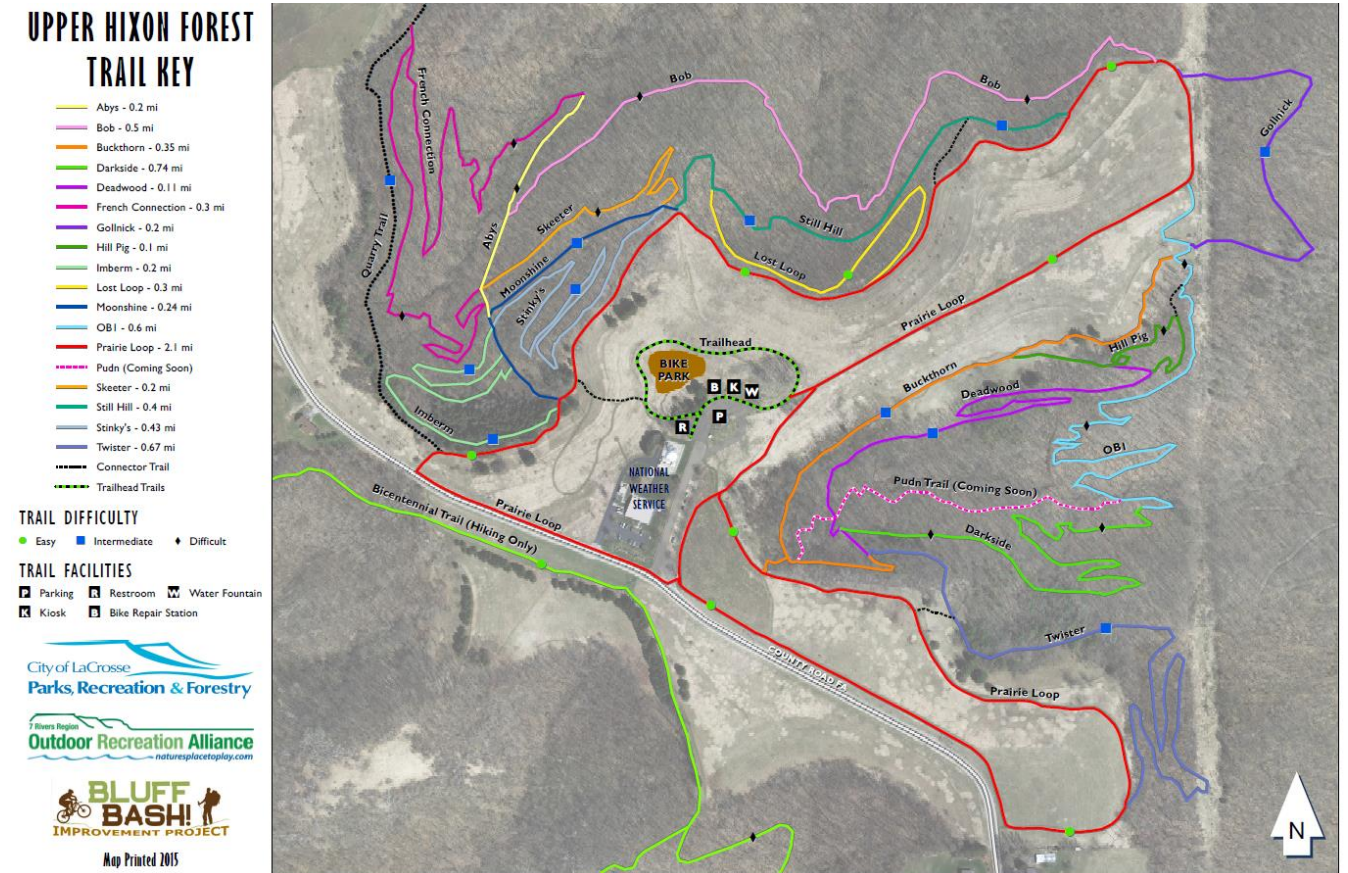 UPPER HIXON FOREST
TRAIL KEY
Abys - 0.2 mi
Bob - 0.5 mi
Buckthorn - 0.35 mi
Darkside - 0.74 mi
Deadwood - 0.11 mi
French Connection - 0.3 mi
Gollnick - 0.2 mi
Hill Pig - 0.1 mi
Imberm - 0.2 mi
Lost Loop - 0.3 mi
Moonshine - 0.24 mi
OB1 - 0.6 mi
Prairie Loop - 2.1 mi
Pudn (Coming Soon)
Skeeter - 0.2 mi
Still Hill - 0.4 mi
Stinky's - 0.43 mi
Twister - 0.67 mi
Connector Trail
Trailhead Trails
TRAIL DIFFICULTY
Easy Intermediate Difficult
TRAIL FACILITIES
P Parking R Restroom W Water Fountain
K Kiosk B Bike Repair Station
City of LaCrosse
Parks, Recreation & Forestry
7 Rivers Region
Outdoor Recreation Alliance
naturesplacetoplay.com
BLUFF
BASH!
IMPROVEMENT PROJECT
Map Printed 2015
French Connection
Quarry Trail
Abys
Bob
Bob
Gollnick
Skeeter
Moonshine
Stinky's
Still Hill
Lost Loop
Prairie Loop
Trailhead
BIKE
PARK
B K W
P
R
Buckthorn
Hill Pig
Deadwood
OB1
Imberm
NATIONAL
WEATHER
SERVICE
Pudn Trail (Coming Soon)
Darkside
Prairie Loop
Bicentennial Trail (Hiking Only)
Twister
COUNTY ROAD FA
Prairie Loop
N